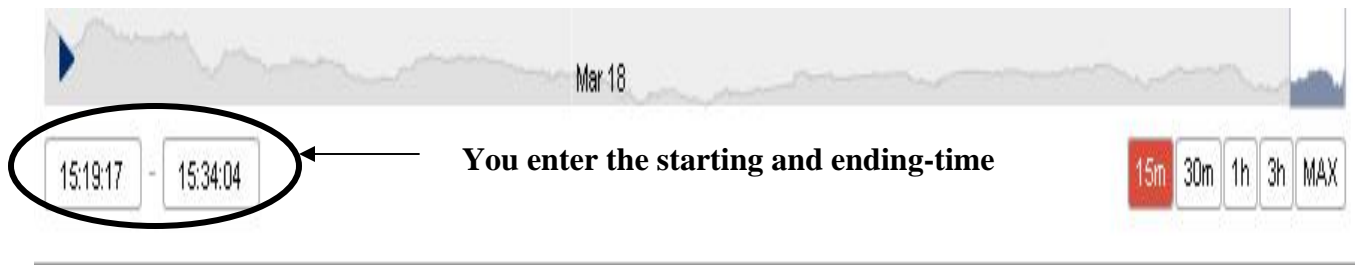 Mar 18
15:19:17 - 15:34:04
You enter the starting and ending-time
15m 30m 1h 3h MAX